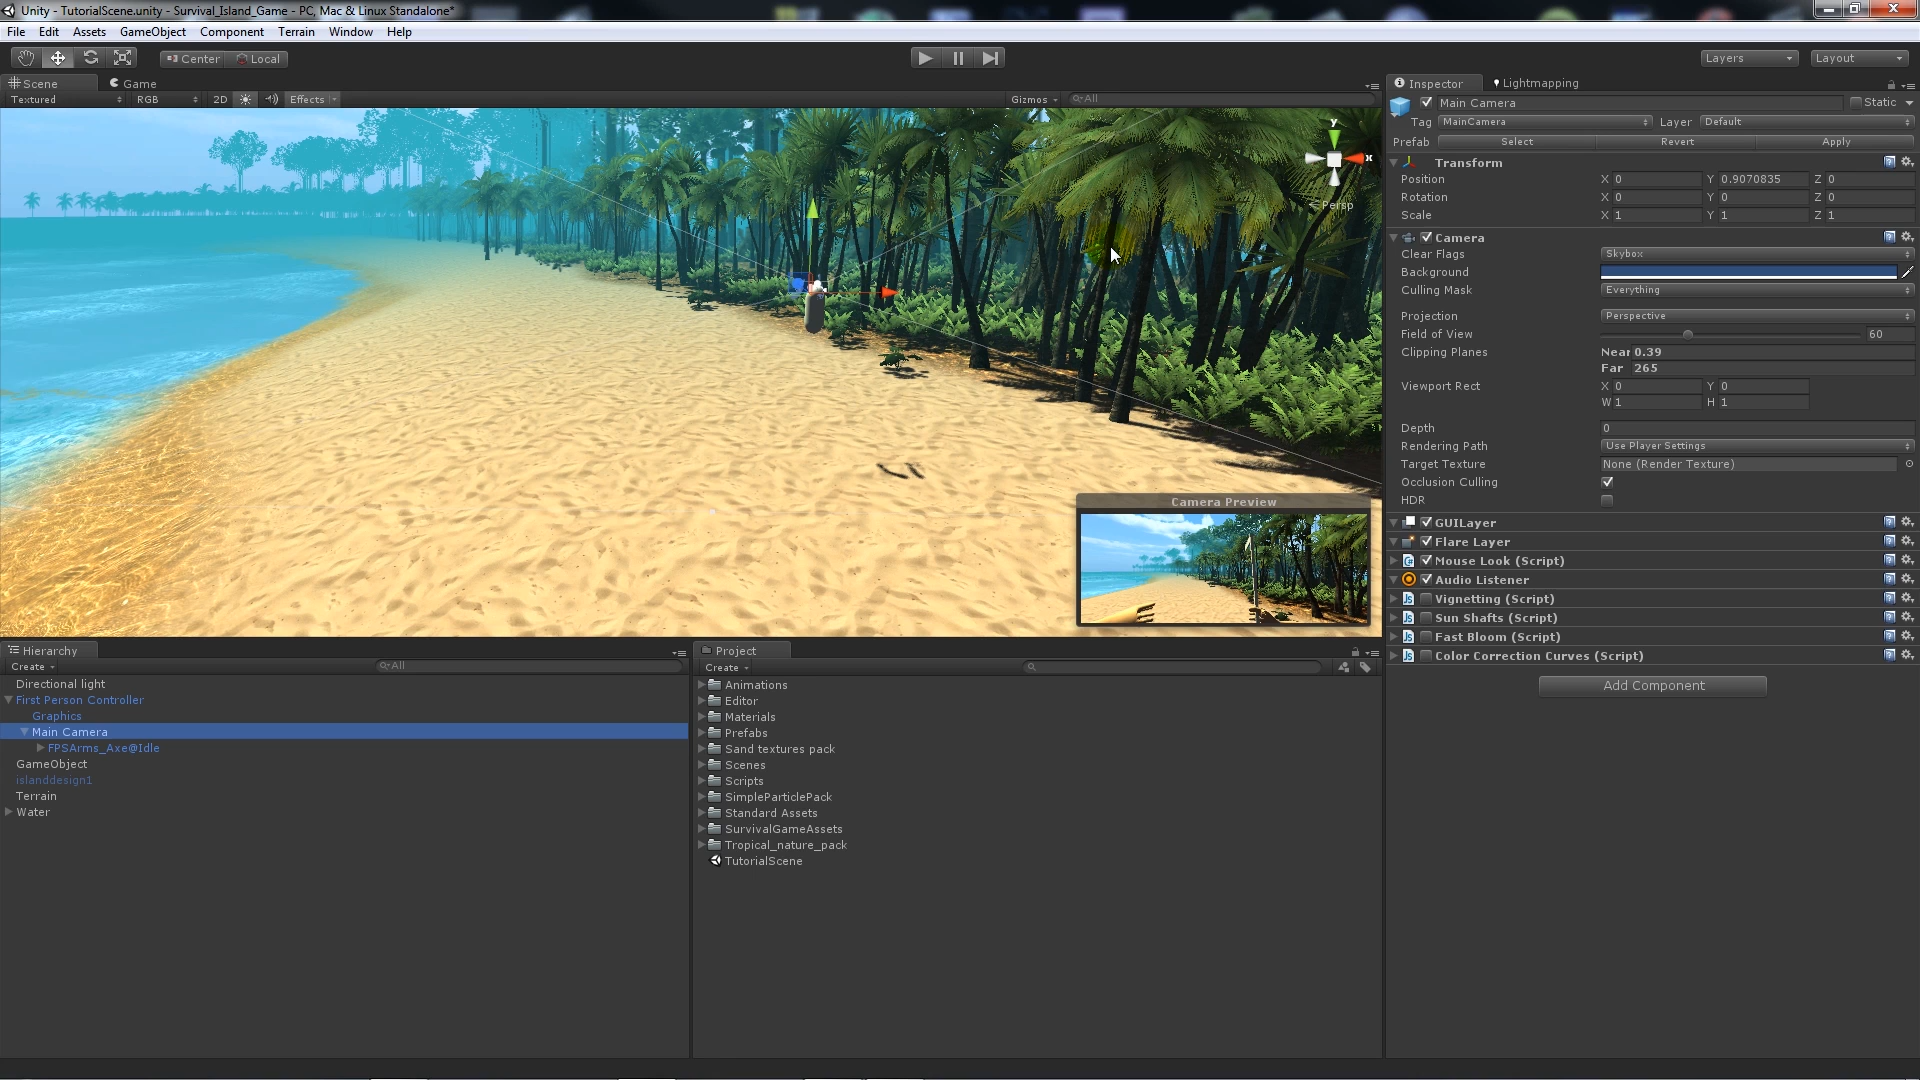 Unity - TutorialScene.unity - Survival_Island_Game - PC, Mac & Linux Standalone*
File Edit Assets GameObject Component Terrain Window Help
Center Local
Layers Layout
Scene Game
Textured RGB 2D Effects Gizmos All
y
x
Persp
Camera Preview
Hierarchy
Create All
Directional light
First Person Controller
Graphics
Main Camera
FPSArms_Axe@Idle
GameObject
islanddesign1
Terrain
Water
Project
Create
Animations
Editor
Materials
Prefabs
Sand textures pack
Scenes
Scripts
SimpleParticlePack
Standard Assets
SurvivalGameAssets
Tropical_nature_pack
TutorialScene
Inspector Lightmapping
Main Camera Static
Tag MainCamera Layer Default
Prefab Select Revert Apply
Transform
Position X 0 Y 0.9070835 Z 0
Rotation X 0 Y 0 Z 0
Scale X 1 Y 1 Z 1
Camera
Clear Flags Skybox
Background
Culling Mask Everything
Projection Perspective
Field of View 60
Clipping Planes Near 0.39
Far 265
Viewport Rect X 0 Y 0
W 1 H 1
Depth 0
Rendering Path Use Player Settings
Target Texture None (Render Texture)
Occlusion Culling
HDR
GUILayer
Flare Layer
Mouse Look (Script)
Audio Listener
Vignetting (Script)
Sun Shafts (Script)
Fast Bloom (Script)
Color Correction Curves (Script)
Add Component